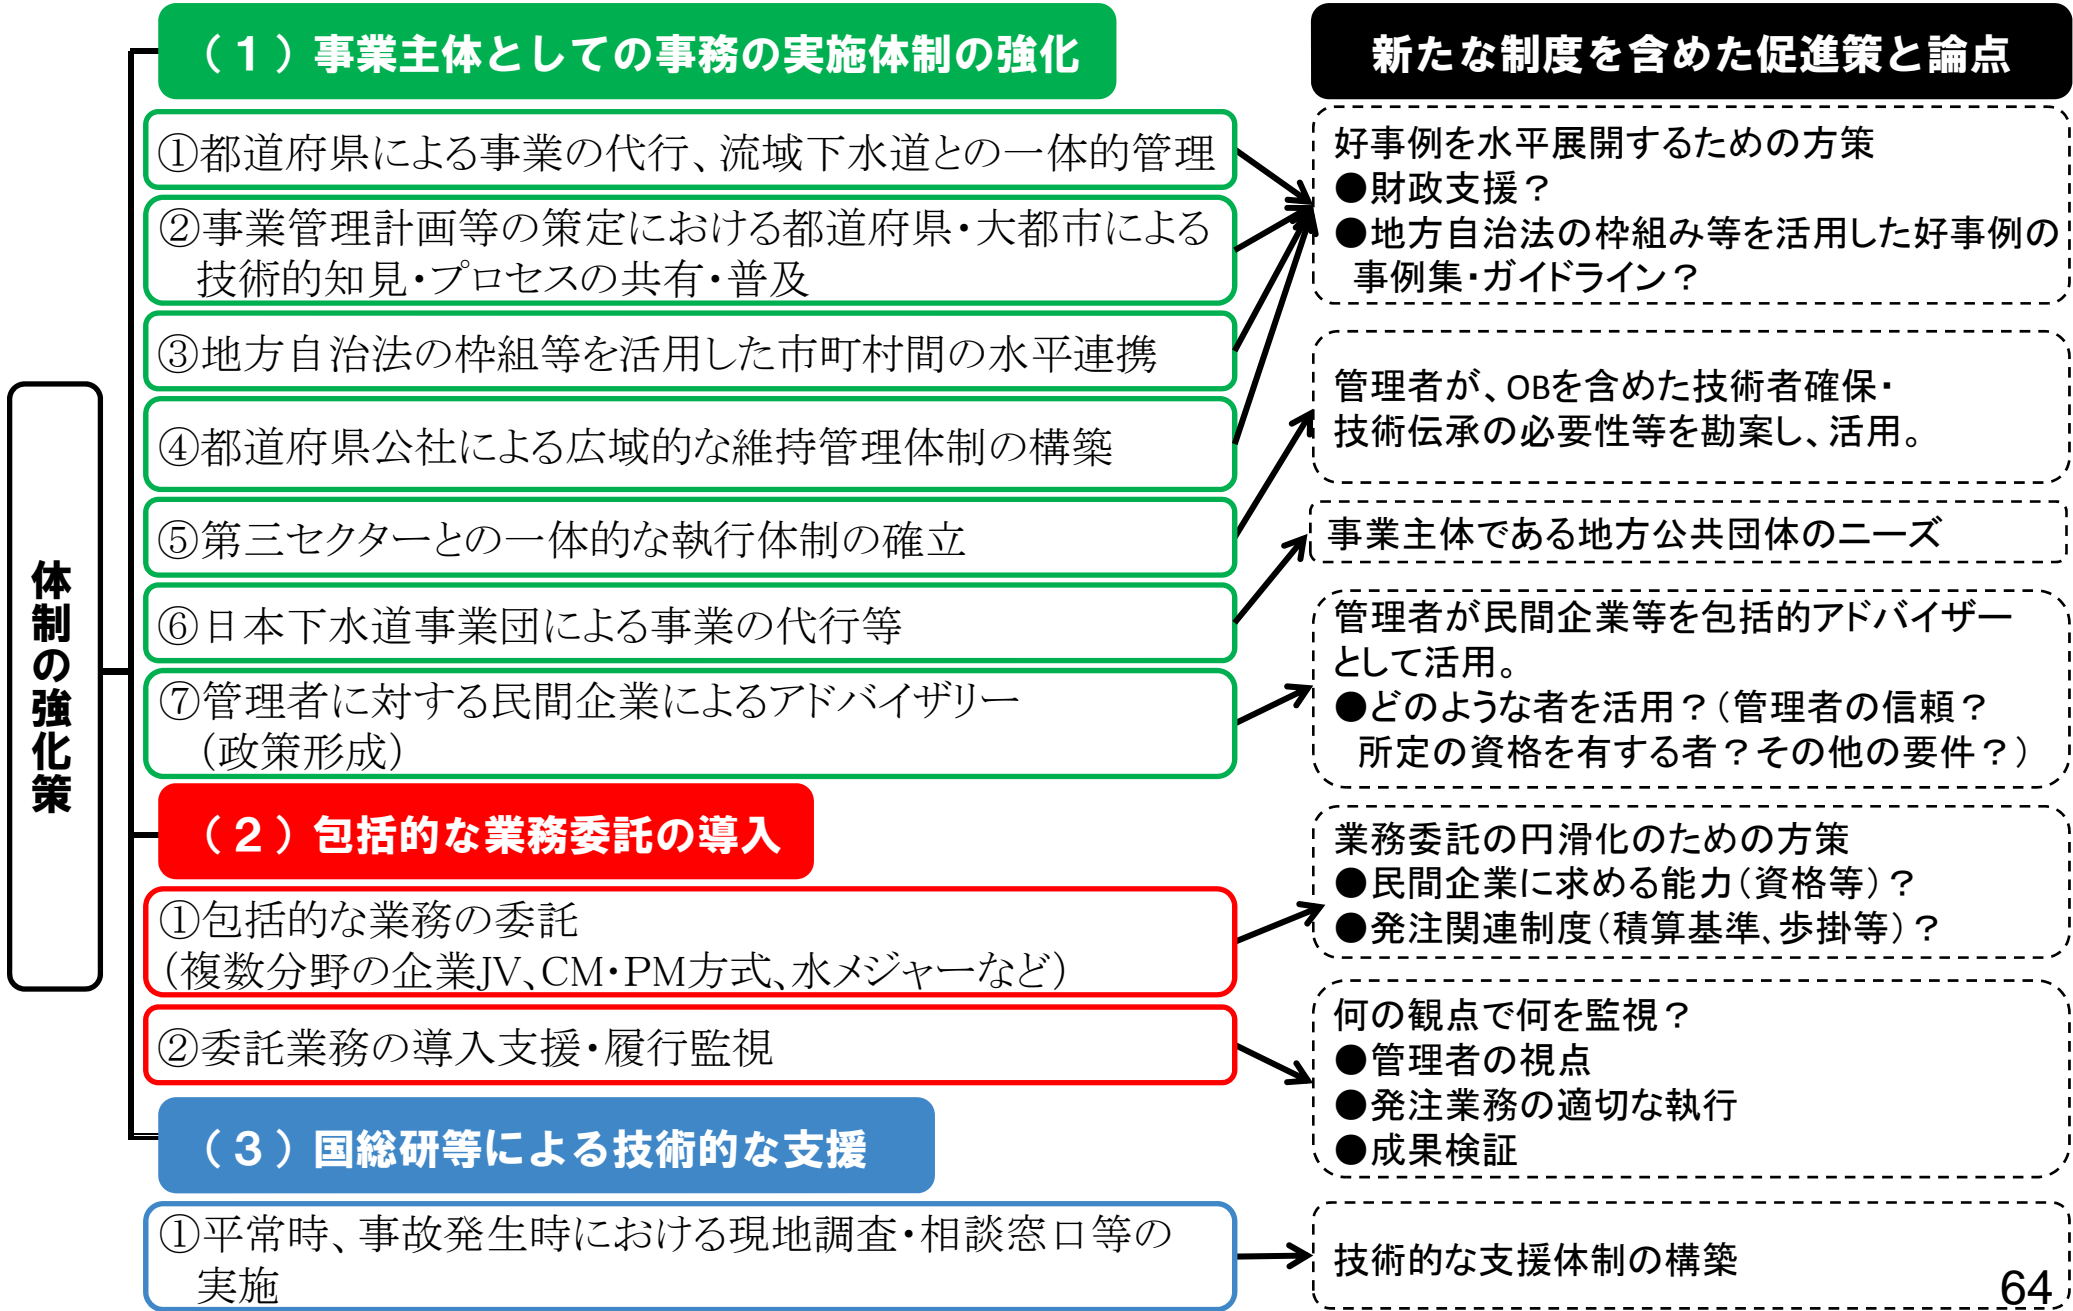 体制の強化策
（１）事業主体としての事務の実施体制の強化
①都道府県による事業の代行、流域下水道との一体的管理
②事業管理計画等の策定における都道府県・大都市による
技術的知見・プロセスの共有・普及
③地方自治法の枠組等を活用した市町村間の水平連携
④都道府県公社による広域的な維持管理体制の構築
⑤第三セクターとの一体的な執行体制の確立
⑥日本下水道事業団による事業の代行等
⑦管理者に対する民間企業によるアドバイザリー
（政策形成）
（２）包括的な業務委託の導入
①包括的な業務の委託
（複数分野の企業JV、CM・PM方式、水メジャーなど）
②委託業務の導入支援・履行監視
（３）国総研等による技術的な支援
①平常時、事故発生時における現地調査・相談窓口等の
実施
新たな制度を含めた促進策と論点
好事例を水平展開するための方策
●財政支援？
●地方自治法の枠組み等を活用した好事例の
事例集・ガイドライン？
管理者が、OBを含めた技術者確保・
技術伝承の必要性等を勘案し、活用。
事業主体である地方公共団体のニーズ
管理者が民間企業等を包括的アドバイザー
として活用。
●どのような者を活用？（管理者の信頼？
所定の資格を有する者？その他の要件？）
業務委託の円滑化のための方策
●民間企業に求める能力（資格等）？
●発注関連制度（積算基準、歩掛等）？
何の観点で何を監視？
●管理者の視点
●発注業務の適切な執行
●成果検証
技術的な支援体制の構築
64